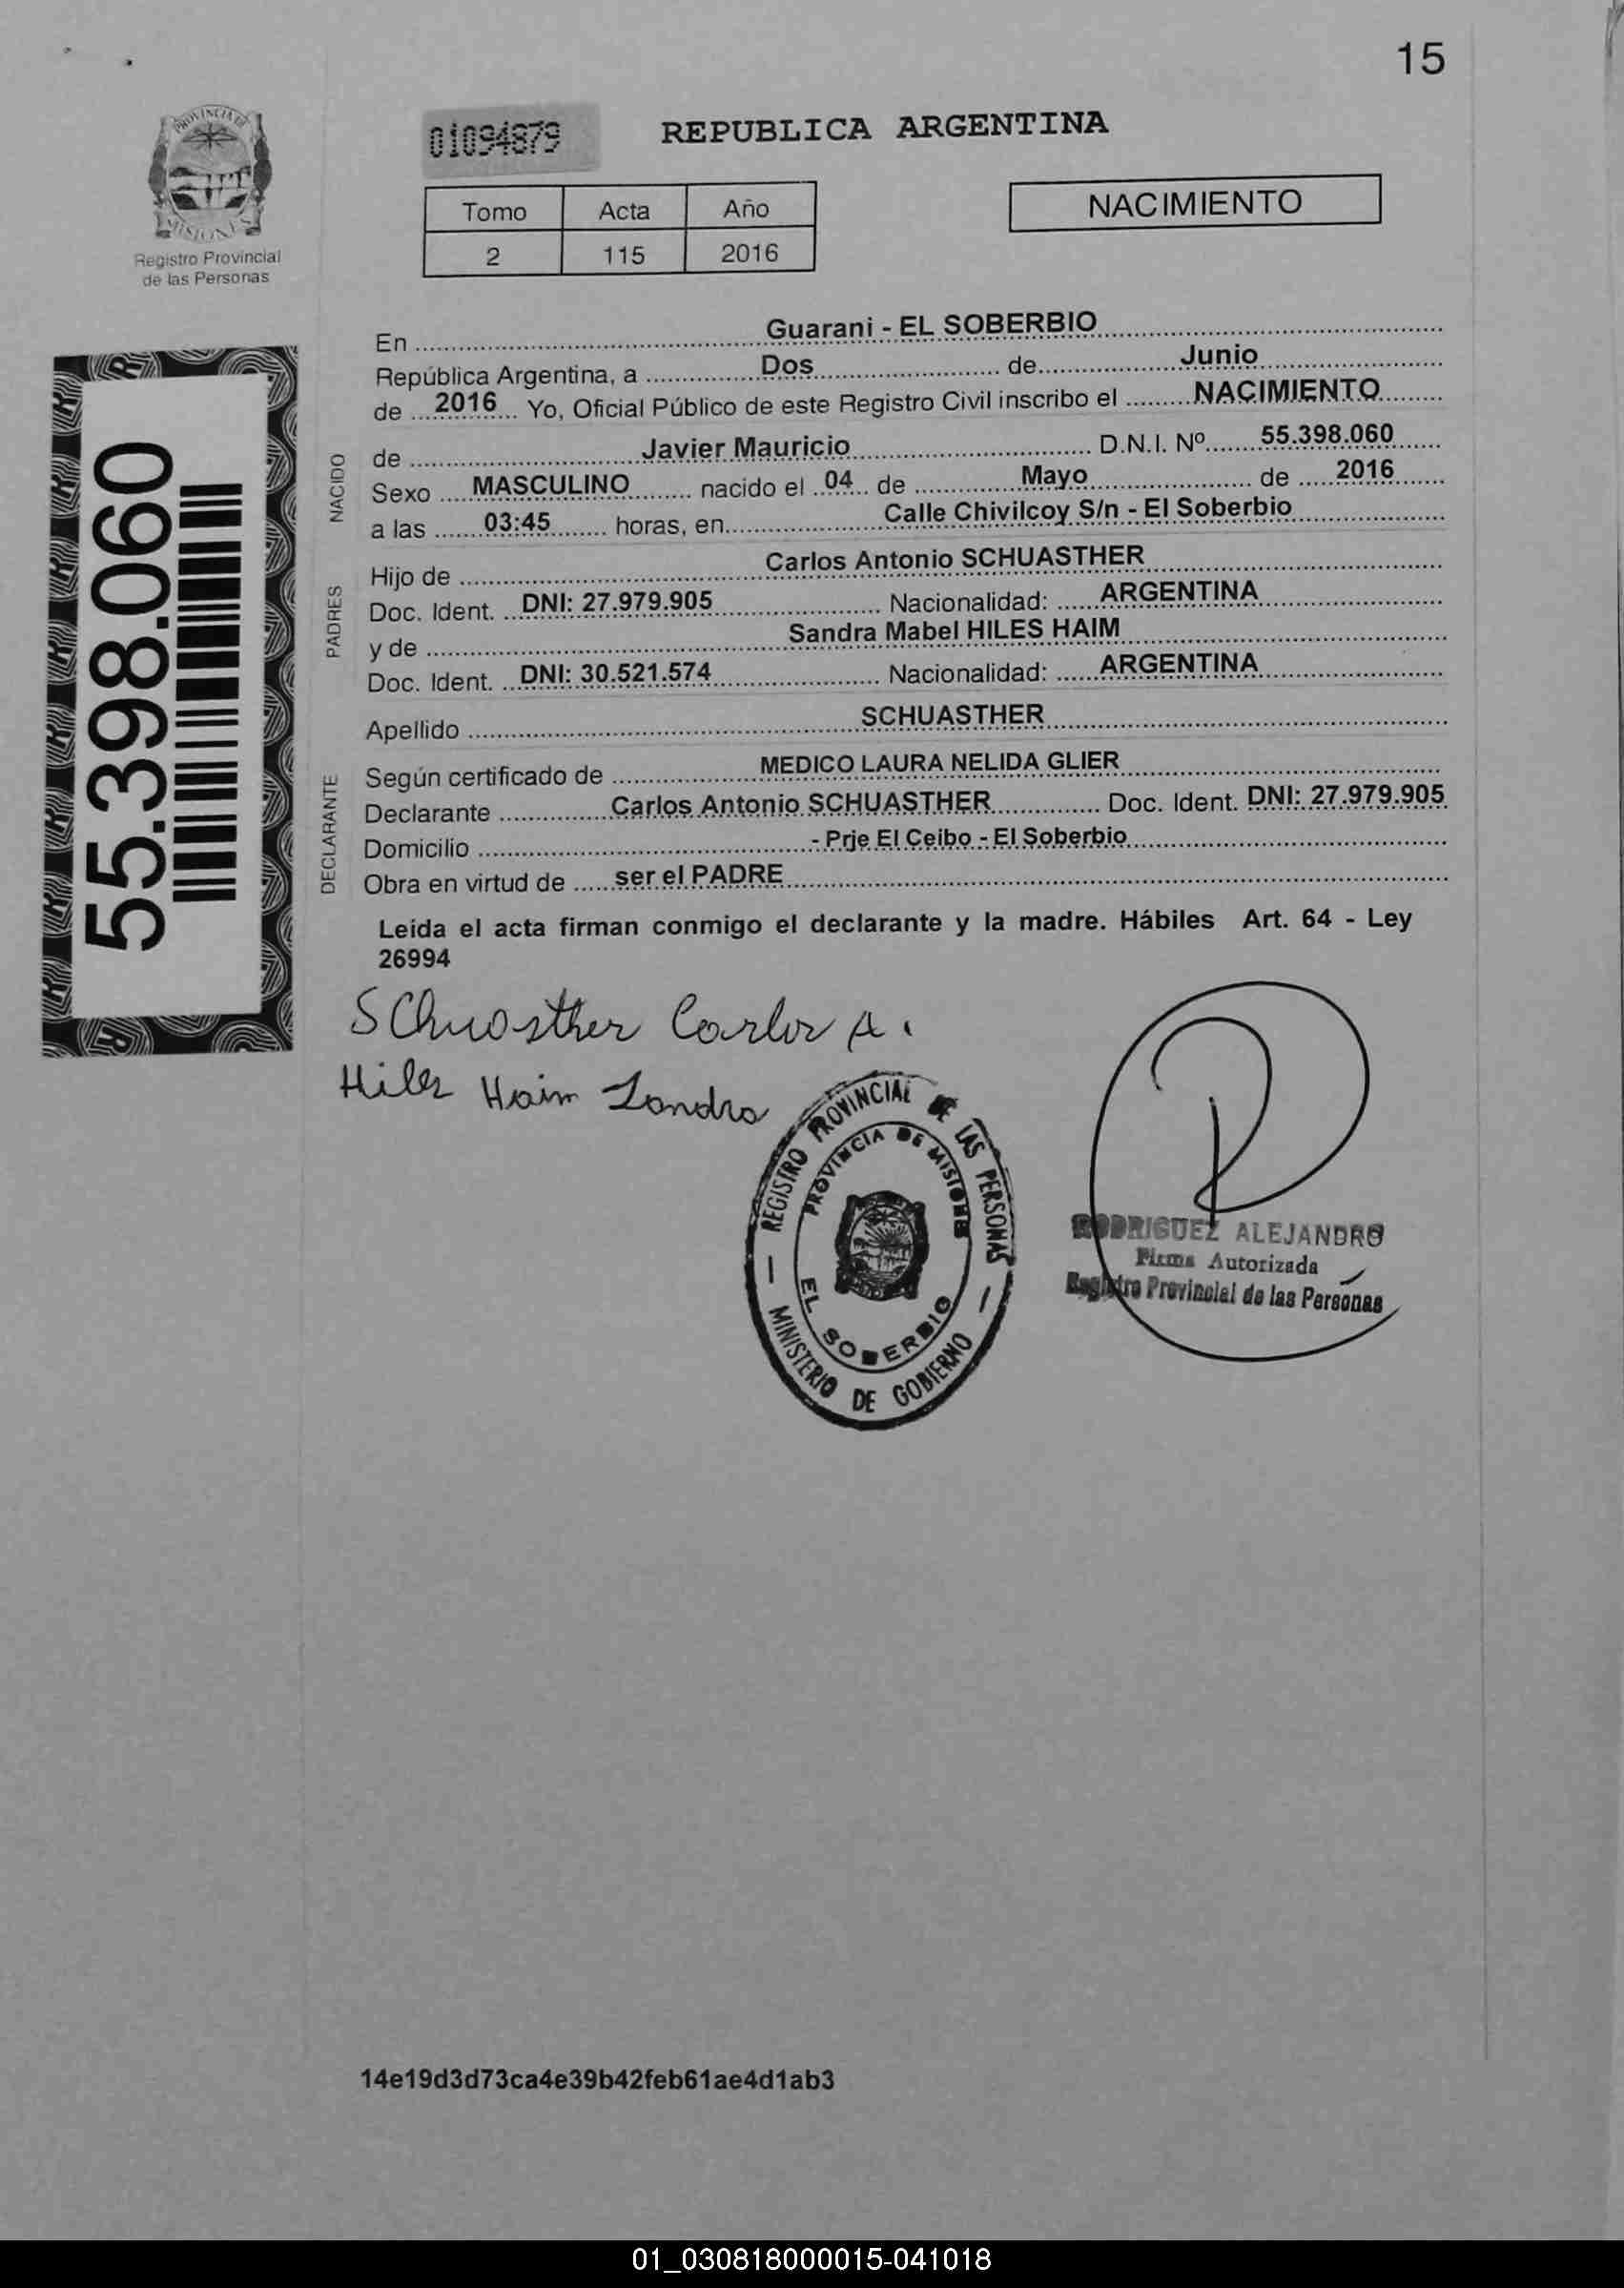 15
PROVINCIA DE
MISIONES
Registro Provincial
de las Personas
01094879
REPUBLICA ARGENTINA
Tomo Acta Año
2 115 2016
NACIMIENTO
55.398.060
En Guarani - EL SOBERBIO
República Argentina, a Dos de Junio
de 2016 Yo, Oficial Público de este Registro Civil inscribo el NACIMIENTO
NACIDO
de Javier Mauricio D.N.I. Nº 55.398.060
Sexo MASCULINO nacido el 04 de Mayo de 2016
a las 03:45 horas, en Calle Chivilcoy S/n - El Soberbio
PADRES
Hijo de Carlos Antonio SCHUASTHER
Doc. Ident. DNI: 27.979.905 Nacionalidad: ARGENTINA
y de Sandra Mabel HILES HAIM
Doc. Ident. DNI: 30.521.574 Nacionalidad: ARGENTINA
Apellido SCHUASTHER
DECLARANTE
Según certificado de MEDICO LAURA NELIDA GLIER
Declarante Carlos Antonio SCHUASTHER Doc. Ident. DNI: 27.979.905
Domicilio - Prje El Ceibo - El Soberbio
Obra en virtud de ser el PADRE
Leida el acta firman conmigo el declarante y la madre. Hábiles Art. 64 - Ley
26994
SChuasther Carlos A.
Hiles Haim Sandra
REGISTRO PROVINCIAL DE LAS PERSONAS
PROVINCIA DE MISIONES
EL SOBERBIO
MINISTERIO DE GOBIERNO
RODRIGUEZ ALEJANDRO
Firma Autorizada
Registro Provincial de las Personas
14e19d3d73ca4e39b42feb61ae4d1ab3
01_030818000015-041018